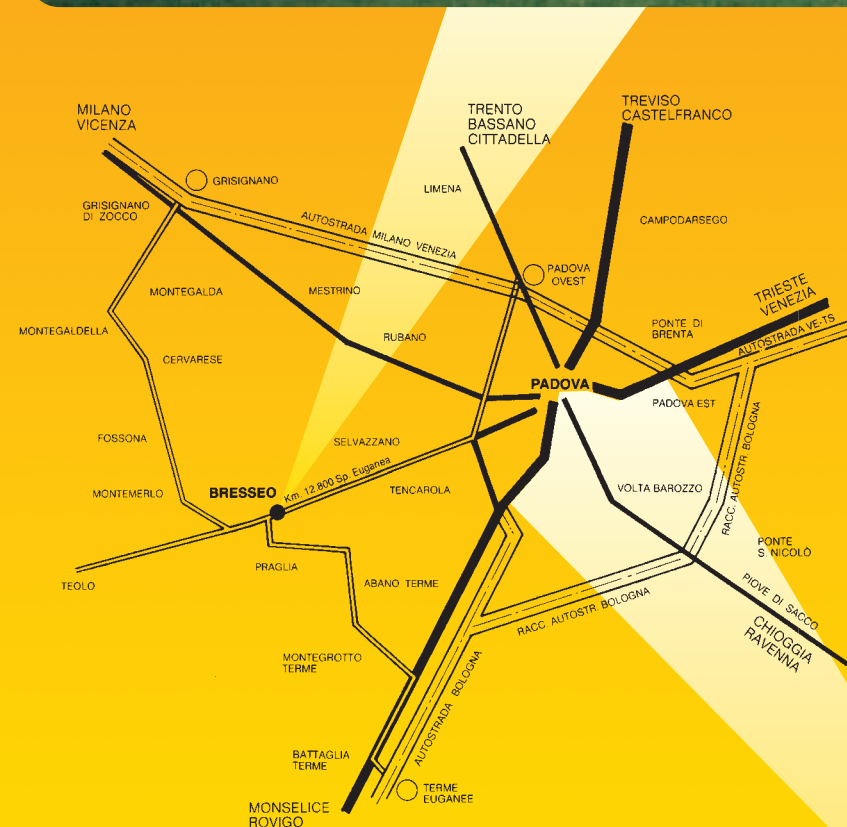 MILANO
VICENZA
TRENTO
BASSANO
CITTADELLA
TREVISO
CASTELFRANCO
GRISIGNANO
LIMENA
GRISIGNANO
DI ZOCCO
AUTOSTRADA MILANO VENEZIA
CAMPODARSEGO
PADOVA
OVEST
TRIESTE
VENEZIA
MONTEGALDA
MESTRINO
MONTEGALDELLA
RUBANO
PONTE DI
BRENTA
AUTOSTRADA VE-TS
CERVARESE
PADOVA
PADOVA EST
FOSSONA
SELVAZZANO
RACC. AUTOSTR. BOLOGNA
MONTEMERLO
BRESSEO
Km. 12.800 Sp. Euganea
TENCAROLA
VOLTA BAROZZO
PONTE
S. NICOLÒ
TEOLO
PRAGLIA
ABANO TERME
RACC. AUTOSTR. BOLOGNA
PIOVE DI SACCO
CHIOGGIA
RAVENNA
MONTEGROTTO
TERME
AUTOSTRADA BOLOGNA
BATTAGLIA
TERME
TERME
EUGANEE
MONSELICE
ROVIGO